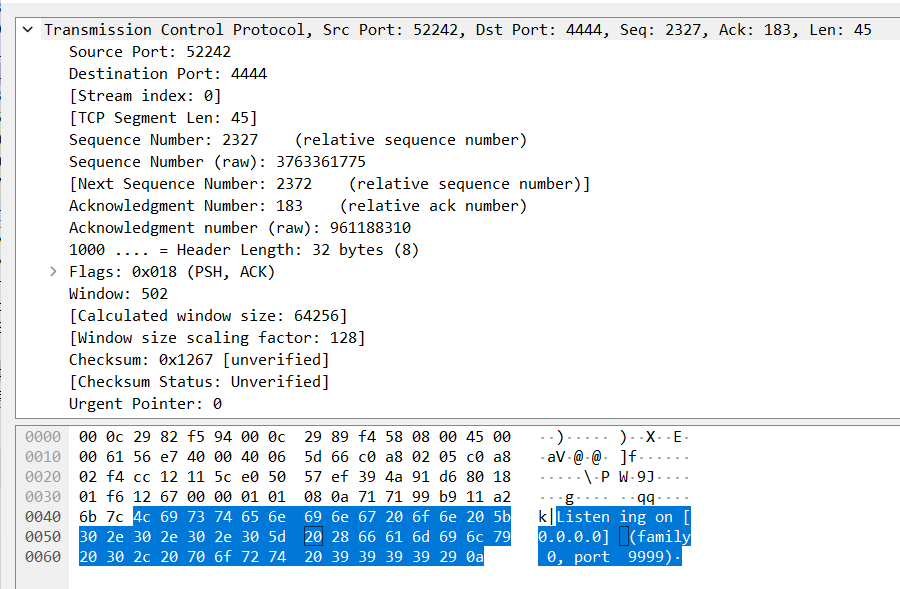 Transmission Control Protocol, Src Port: 52242, Dst Port: 4444, Seq: 2327, Ack: 183, Len: 45
Source Port: 52242
Destination Port: 4444
[Stream index: 0]
[TCP Segment Len: 45]
Sequence Number: 2327    (relative sequence number)
Sequence Number (raw): 3763361775
[Next Sequence Number: 2372    (relative sequence number)]
Acknowledgment Number: 183    (relative ack number)
Acknowledgment number (raw): 961188310
1000 .... = Header Length: 32 bytes (8)
Flags: 0x018 (PSH, ACK)
Window: 502
[Calculated window size: 64256]
[Window size scaling factor: 128]
Checksum: 0x1267 [unverified]
[Checksum Status: Unverified]
Urgent Pointer: 0
0000  00 0c 29 82 f5 94 00 0c  29 89 f4 58 08 00 45 00  ··)·····  )··X··E·
0010  00 61 56 e7 40 00 40 06  5d 66 c0 a8 02 05 c0 a8  ·aV·@·@·  ]f······
0020  02 f4 cc 12 11 5c e0 50  57 ef 39 4a 91 d6 80 18  ·····\·P  W·9J····
0030  01 f6 12 67 00 00 01 01  08 0a 71 71 99 b9 11 a2  ···g····  ··qq····
0040  6b 7c 4c 69 73 74 65 6e  69 6e 67 20 6f 6e 20 5b  k|Listen  ing on [
0050  30 2e 30 2e 30 2e 30 5d  20 28 66 61 6d 69 6c 79  0.0.0.0]   (family
0060  20 30 2c 20 70 6f 72 74  20 39 39 39 39 29 0a   0, port   9999)·